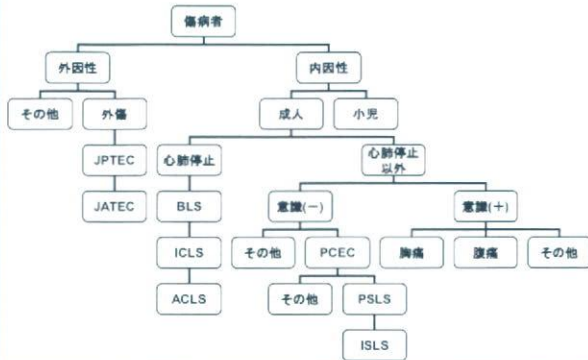 傷病者
外因性
内因性
その他
外傷
成人
小児
JPTEC
心肺停止
心肺停止
以外
JATEC
BLS
意識(－)
意識(＋)
ICLS
その他
PCEC
胸痛
腹痛
その他
ACLS
その他
PSLS
ISLS